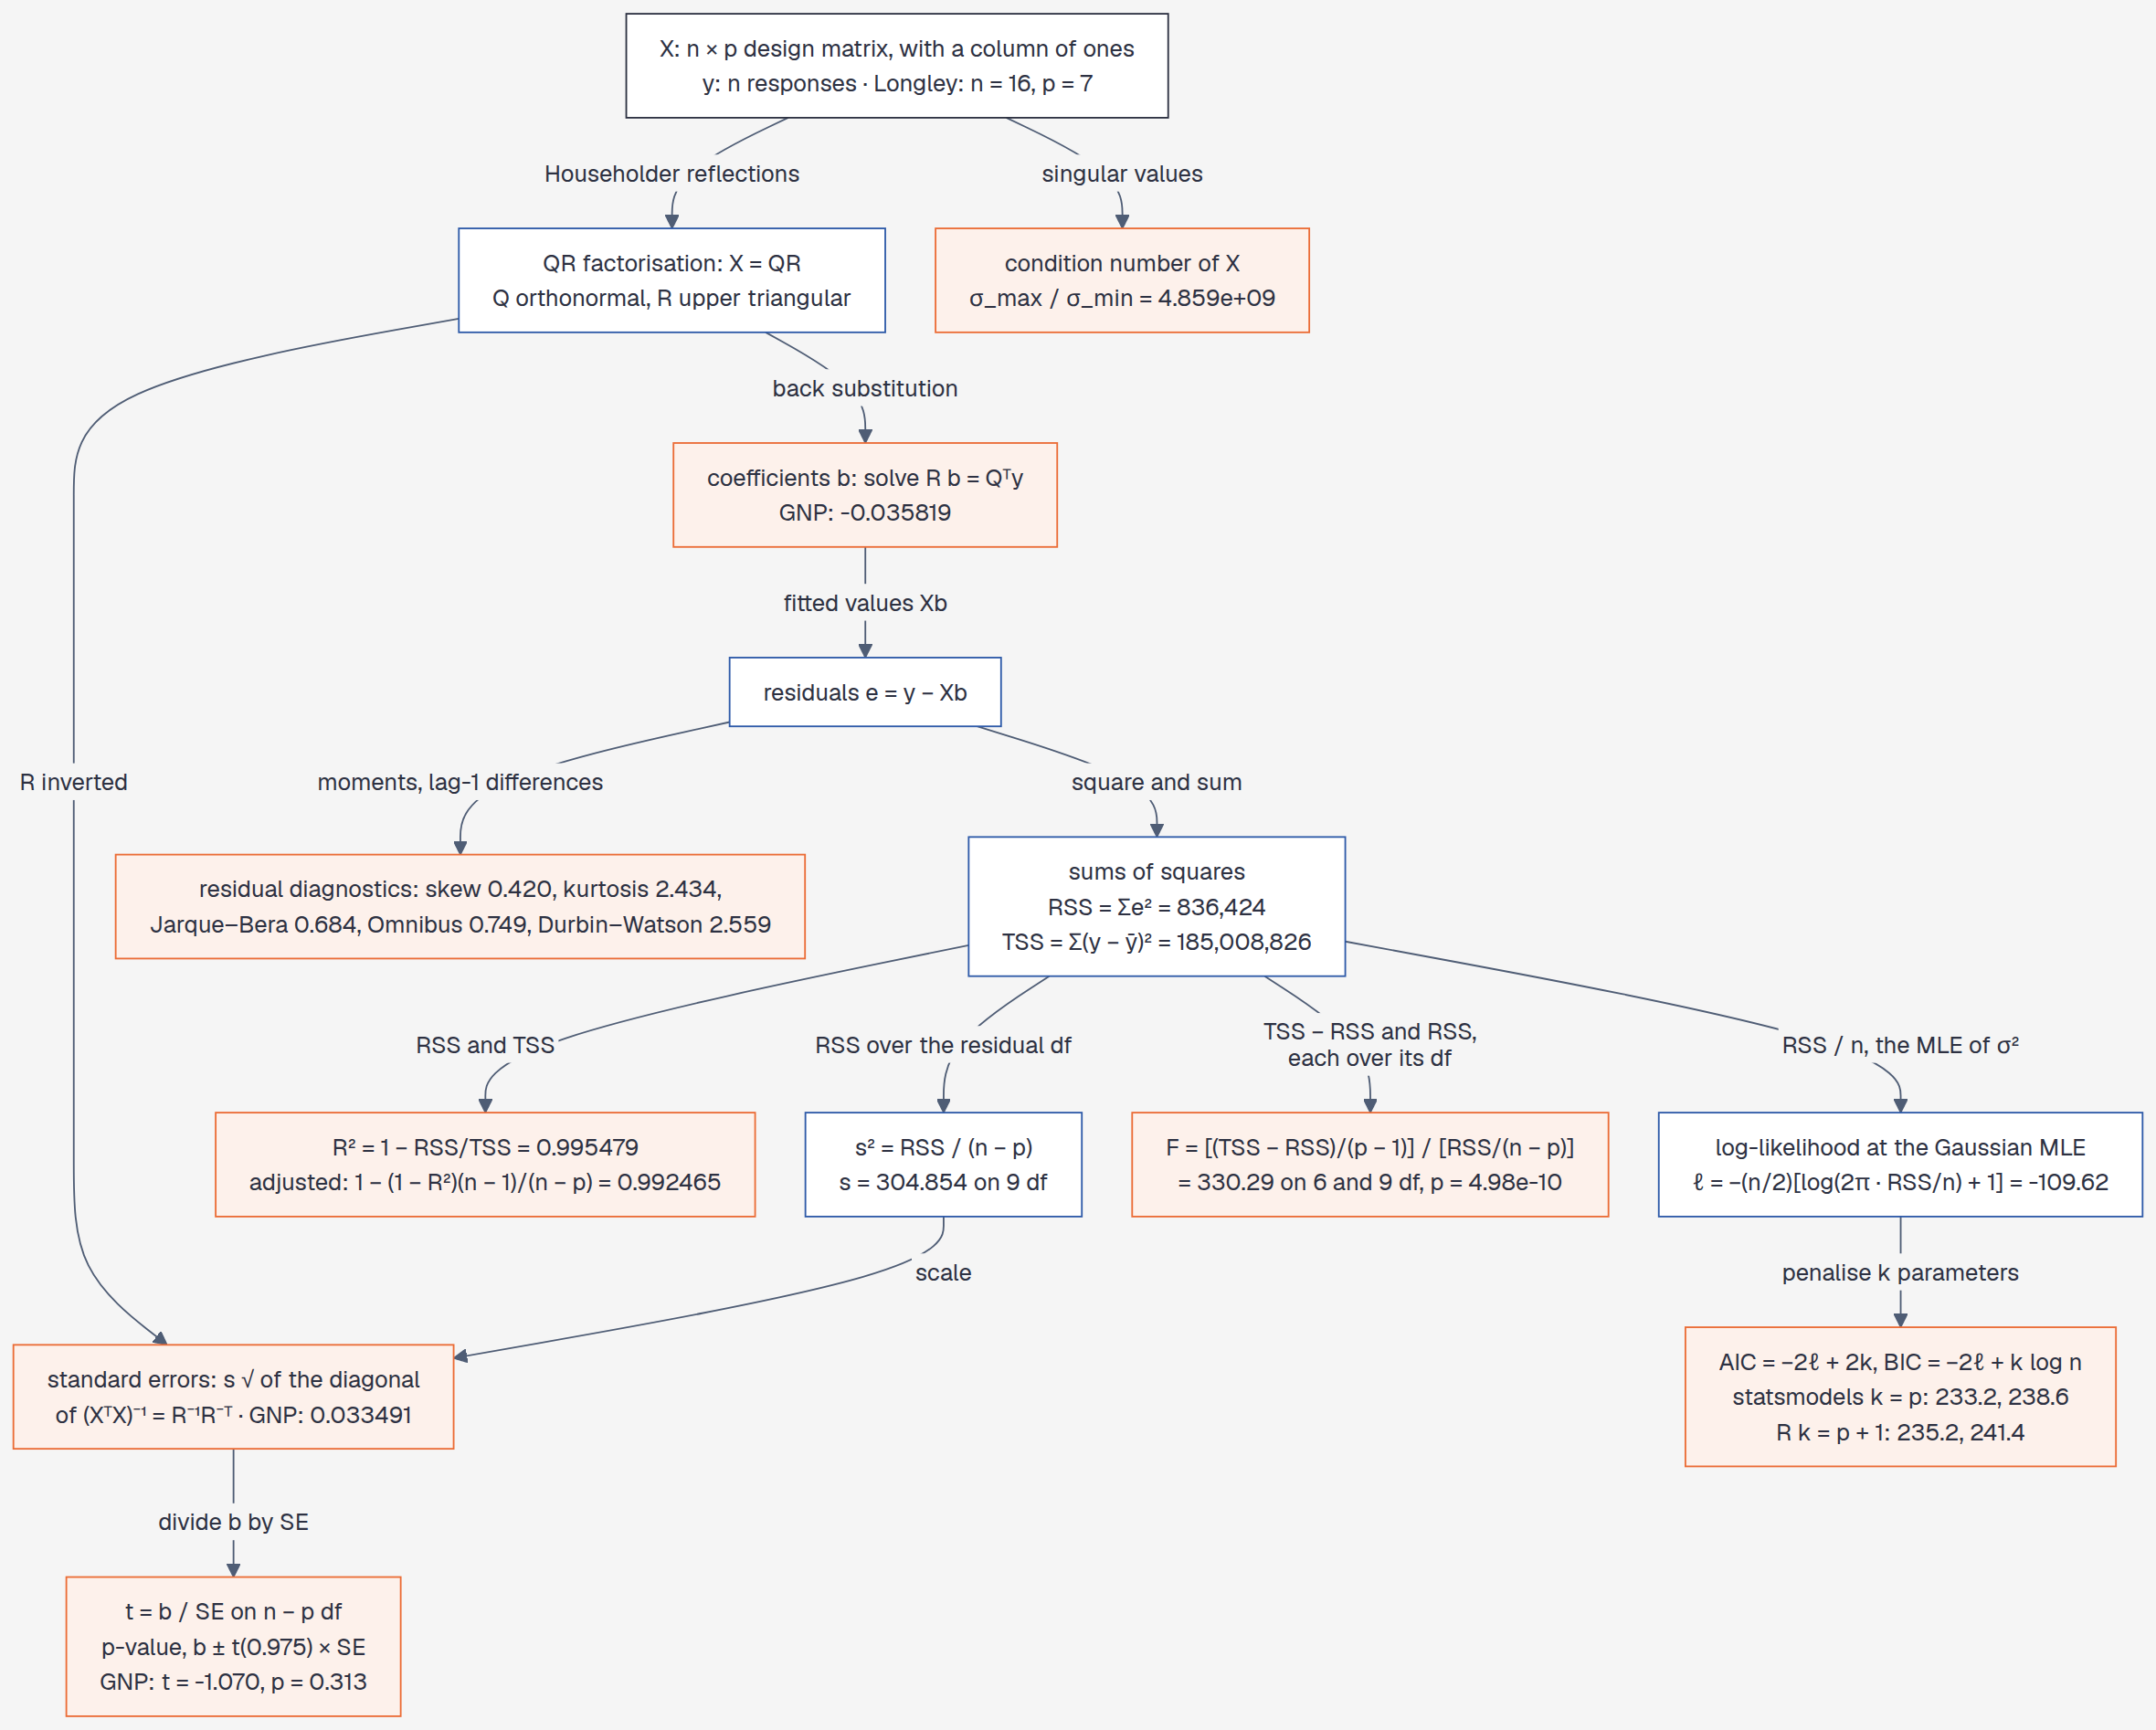 X: n × p design matrix, with a column of ones
y: n responses · Longley: n = 16, p = 7
Householder reflections
singular values
QR factorisation: X = QR
Q orthonormal, R upper triangular
condition number of X
σ_max / σ_min = 4.859e+09
back substitution
coefficients b: solve R b = Qᵀy
GNP: -0.035819
fitted values Xb
residuals e = y − Xb
R inverted
moments, lag-1 differences
square and sum
residual diagnostics: skew 0.420, kurtosis 2.434,
Jarque–Bera 0.684, Omnibus 0.749, Durbin–Watson 2.559
sums of squares
RSS = Σe² = 836,424
TSS = Σ(y − ȳ)² = 185,008,826
RSS and TSS
RSS over the residual df
TSS − RSS and RSS,
each over its df
RSS / n, the MLE of σ²
R² = 1 − RSS/TSS = 0.995479
adjusted: 1 − (1 − R²)(n − 1)/(n − p) = 0.992465
s² = RSS / (n − p)
s = 304.854 on 9 df
F = [(TSS − RSS)/(p − 1)] / [RSS/(n − p)]
= 330.29 on 6 and 9 df, p = 4.98e-10
log-likelihood at the Gaussian MLE
ℓ = −(n/2)[log(2π · RSS/n) + 1] = -109.62
scale
penalise k parameters
standard errors: s √ of the diagonal
of (XᵀX)⁻¹ = R⁻¹R⁻ᵀ · GNP: 0.033491
AIC = −2ℓ + 2k, BIC = −2ℓ + k log n
statsmodels k = p: 233.2, 238.6
R k = p + 1: 235.2, 241.4
divide b by SE
t = b / SE on n − p df
p-value, b ± t(0.975) × SE
GNP: t = -1.070, p = 0.313